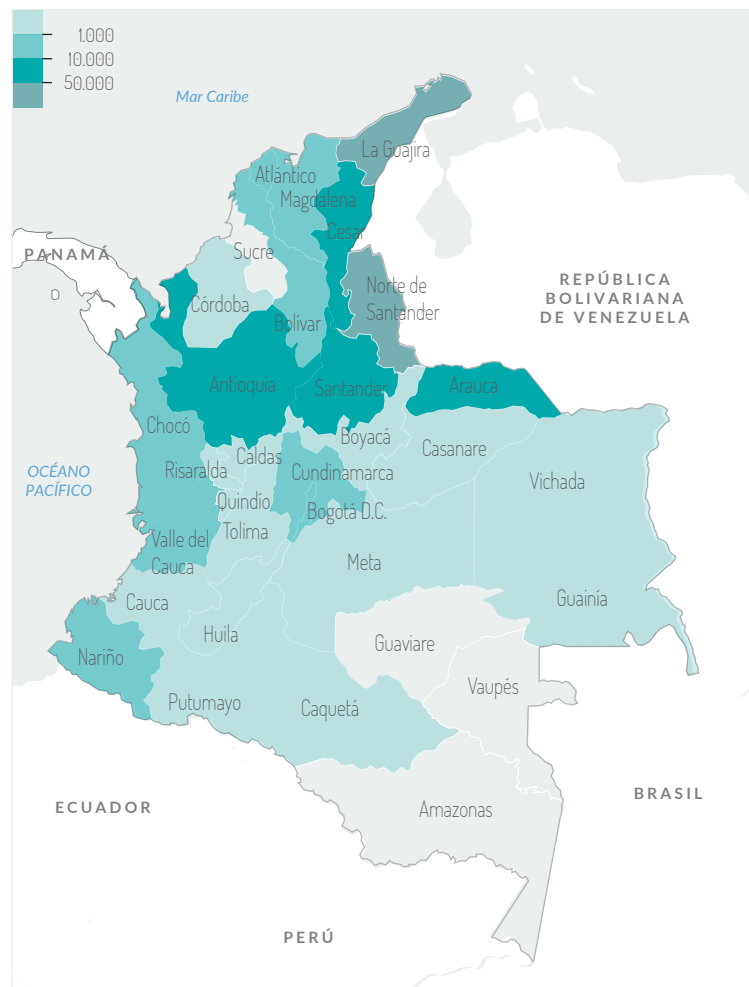 1.000
10.000
50.000
Mar Caribe
La Guajira
Atlántico
Magdalena
Cesar
PANAMÁ
Sucre
Norte de
Santander
REPÚBLICA
BOLIVARIANA
DE VENEZUELA
Córdoba
Bolívar
Antioquia
Santander
Arauca
Chocó
Boyacá
Casanare
OCÉANO
PACÍFICO
Risaralda
Caldas
Cundinamarca
Vichada
Quindío
Bogotá D.C.
Tolima
Valle del
Cauca
Meta
Cauca
Guainía
Huila
Guaviare
Nariño
Vaupés
Putumayo
Caquetá
ECUADOR
Amazonas
BRASIL
PERÚ